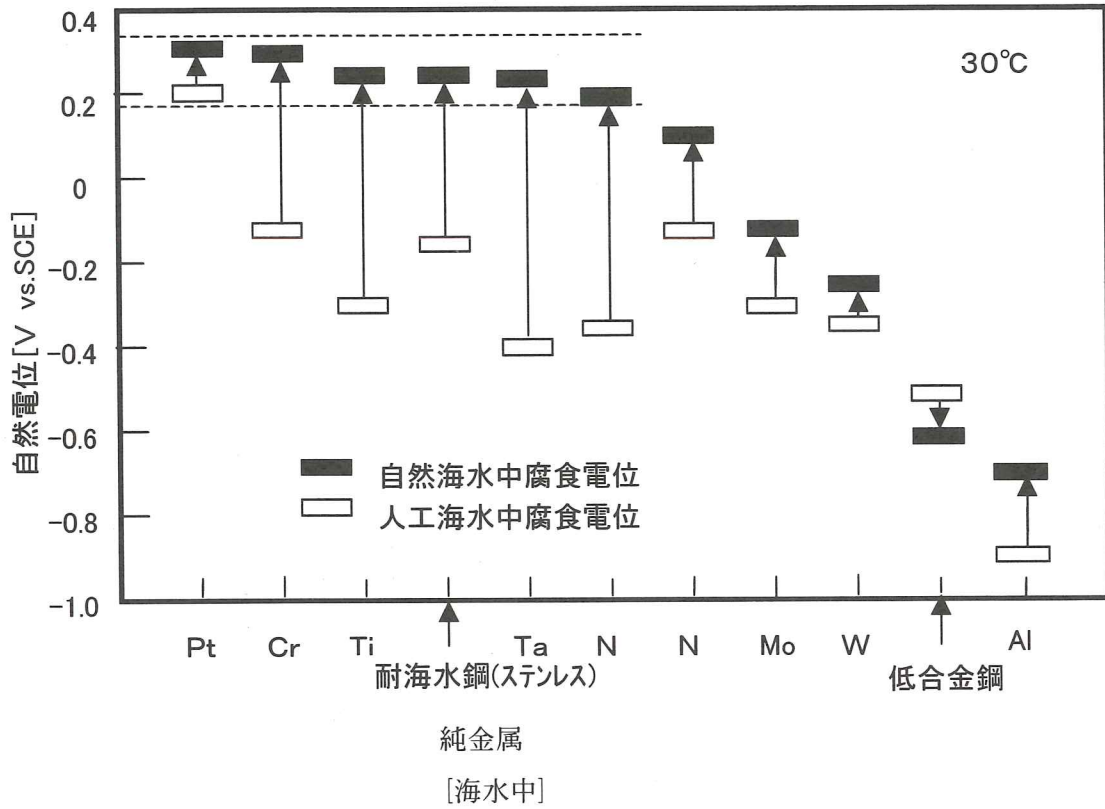 0.4
0.2
0
-0.2
-0.4
-0.6
-0.8
-1.0
自然電位[V vs.SCE]
30℃
自然海水中腐食電位
人工海水中腐食電位
Pt Cr Ti Ta N N Mo W Al
耐海水鋼(ステンレス) 低合金鋼
純金属
[海水中]